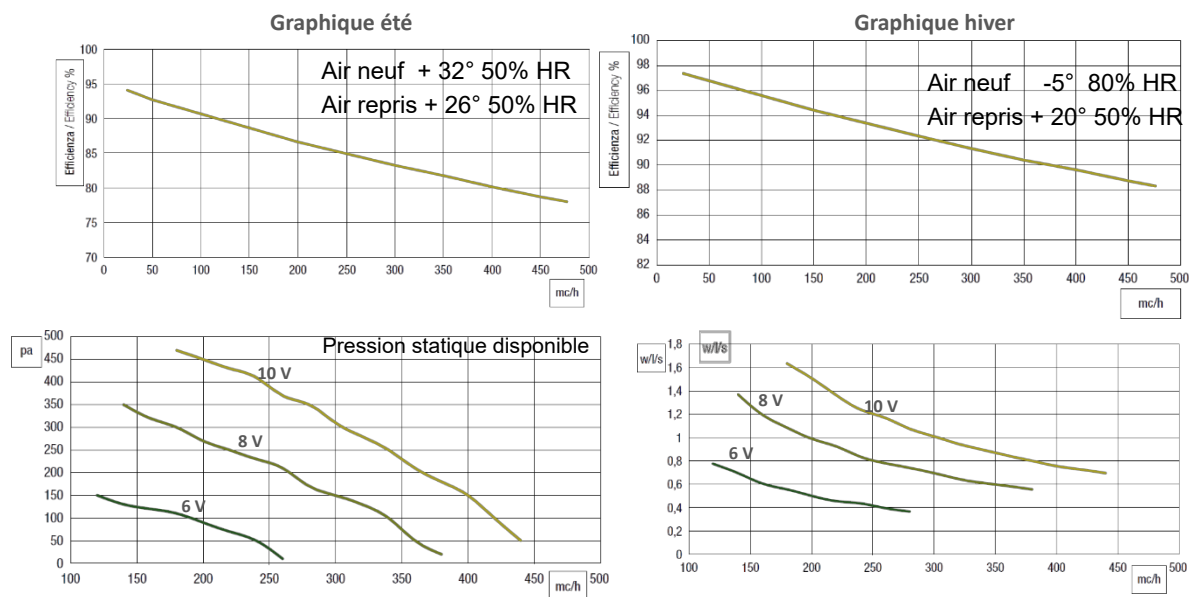 Graphique été
Efficienza / Efficiency %
100
95
90
85
80
75
70
0 50 100 150 200 250 300 350 400 450 500
mc/h
Air neuf + 32° 50% HR
Air repris + 26° 50% HR
Graphique hiver
Efficienza / Efficiency %
100
98
96
94
92
90
88
86
84
82
0 50 100 150 200 250 300 350 400 450 500
mc/h
Air neuf -5° 80% HR
Air repris + 20° 50% HR
pa
500
450
400
350
300
250
200
150
100
50
0
100 150 200 250 300 350 400 450 500
mc/h
Pression statique disponible
10 V
8 V
6 V
w/l/s
w/l/s
1,8
1,6
1,4
1,2
1
0,8
0,6
0,4
0,2
0
100 150 200 250 300 350 400 450 500
mc/h
10 V
8 V
6 V